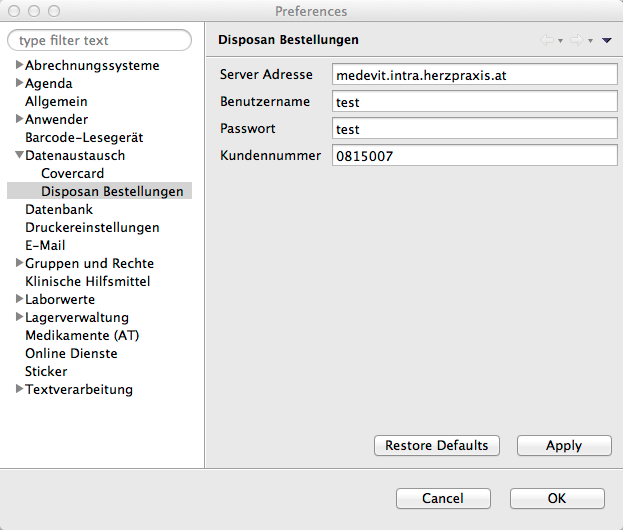 Preferences
type filter text
Abrechnungssysteme
Agenda
Allgemein
Anwender
Barcode-Lesegerät
Datenaustausch
Covercard
Disposan Bestellungen
Datenbank
Druckereinstellungen
E-Mail
Gruppen und Rechte
Klinische Hilfsmittel
Laborwerte
Lagerverwaltung
Medikamente (AT)
Online Dienste
Sticker
Textverarbeitung
Disposan Bestellungen
Server Adresse medevit.intra.herzpraxis.at
Benutzername test
Passwort test
Kundennummer 0815007
Restore Defaults Apply
Cancel OK